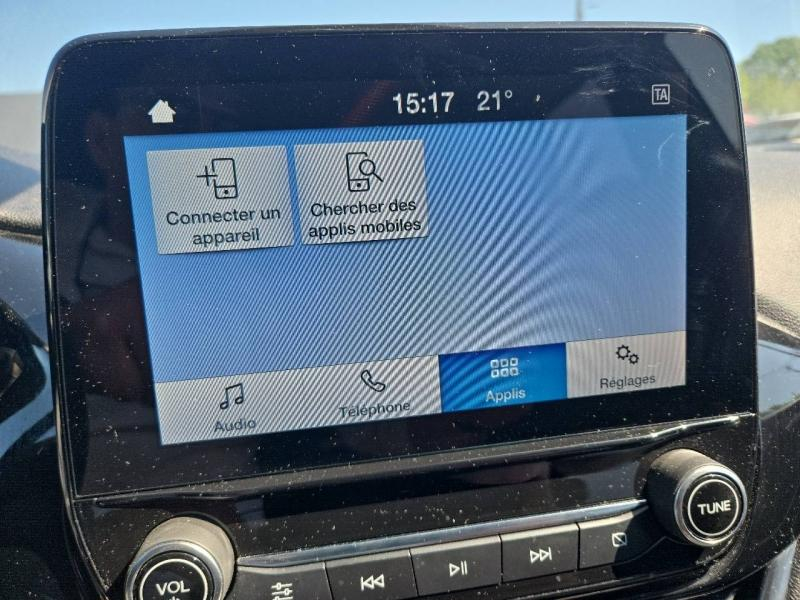 15:17 21° TA
Connecter un
appareil
Chercher des
applis mobiles
Audio
Téléphone
Applis
Réglages
TUNE
VOL